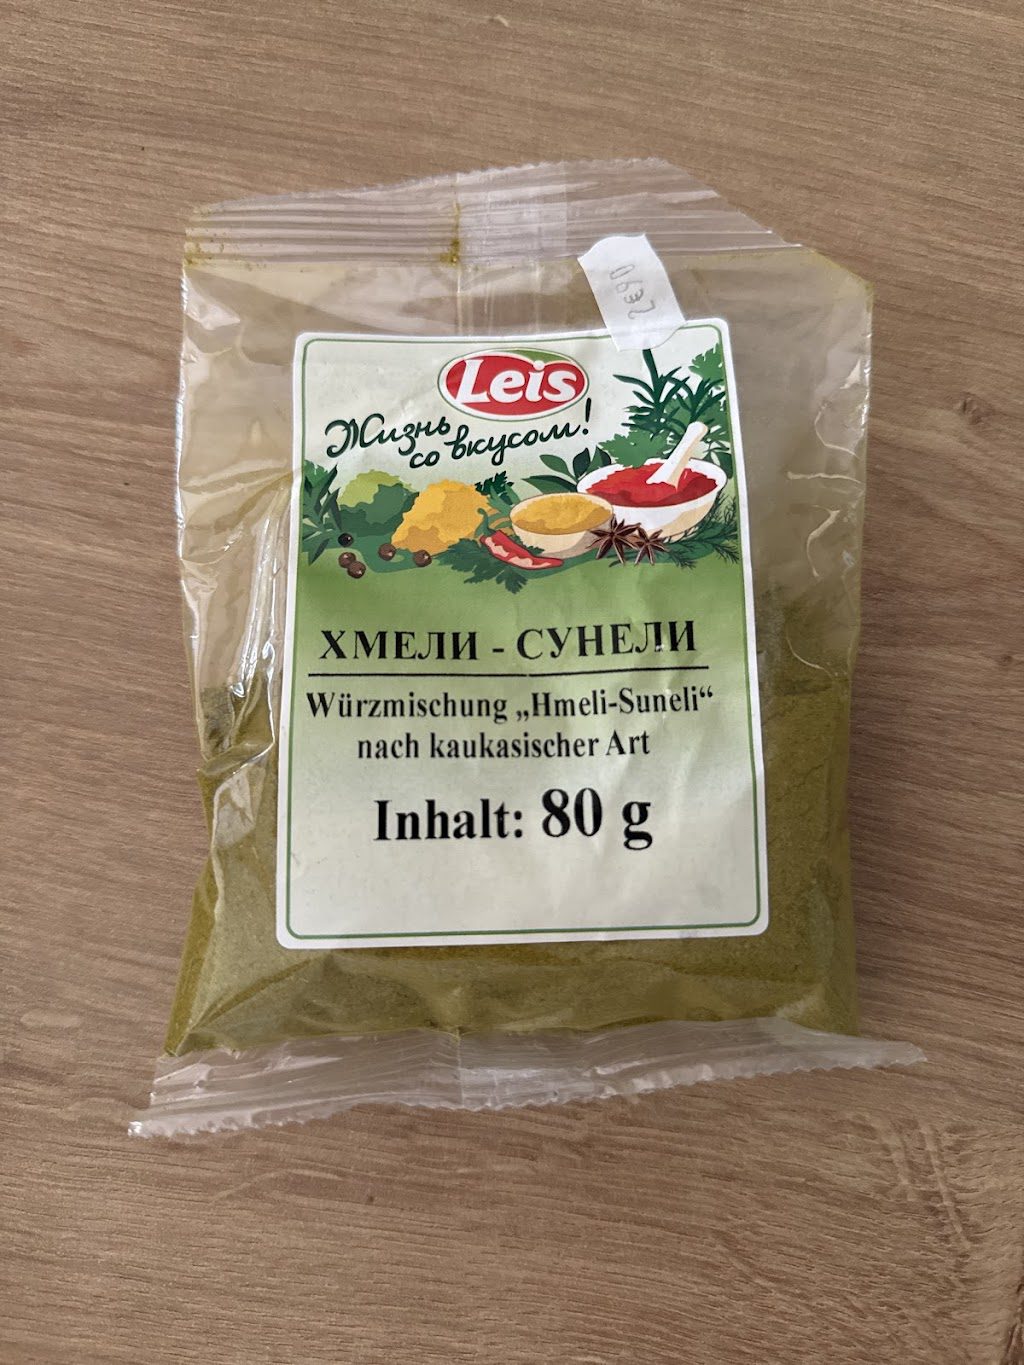 Leis
Жизнь
со вкусом!
ХМЕЛИ - СУНЕЛИ
Würzmischung „Hmeli-Suneli“
nach kaukasischer Art
Inhalt: 80 g